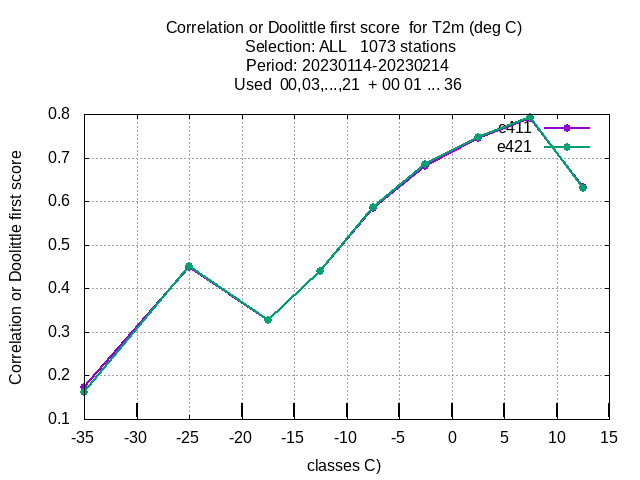 Correlation or Doolittle first score  for T2m (deg C)
Selection: ALL   1073 stations
Period: 20230114-20230214
Used  00,03,...,21  + 00 01 ... 36
Correlation or Doolittle first score
0.8
0.7
0.6
0.5
0.4
0.3
0.2
0.1
e411
e421
-35 -30 -25 -20 -15 -10 -5 0 5 10 15
classes C)